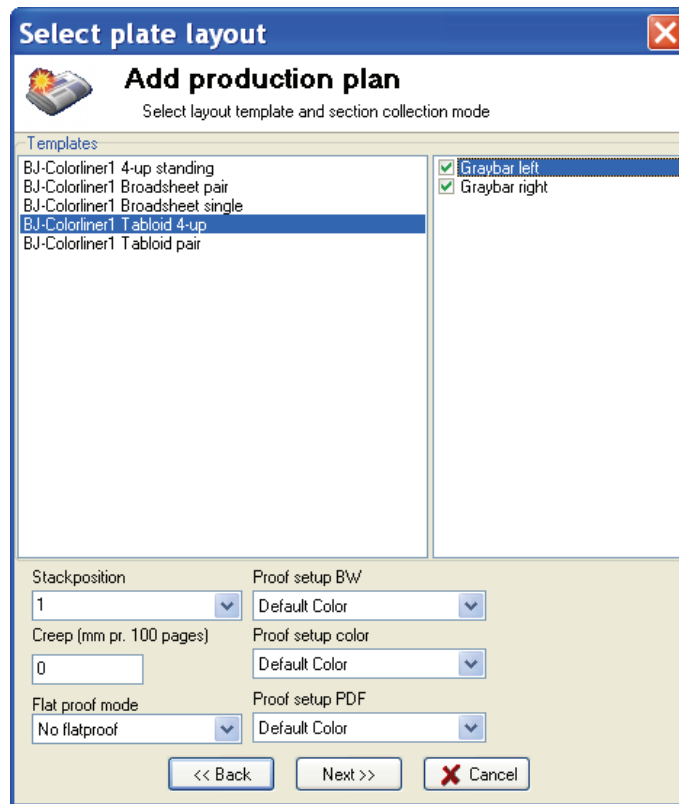 Select plate layout
Add production plan
Select layout template and section collection mode
Templates
BJ-Colorliner1 4-up standing
BJ-Colorliner1 Broadsheet pair
BJ-Colorliner1 Broadsheet single
BJ-Colorliner1 Tabloid 4-up
BJ-Colorliner1 Tabloid pair
Graybar left
Graybar right
Stackposition
1
Creep (mm pr. 100 pages)
0
Flat proof mode
No flatproof
Proof setup BW
Default Color
Proof setup color
Default Color
Proof setup PDF
Default Color
<< Back
Next >>
Cancel